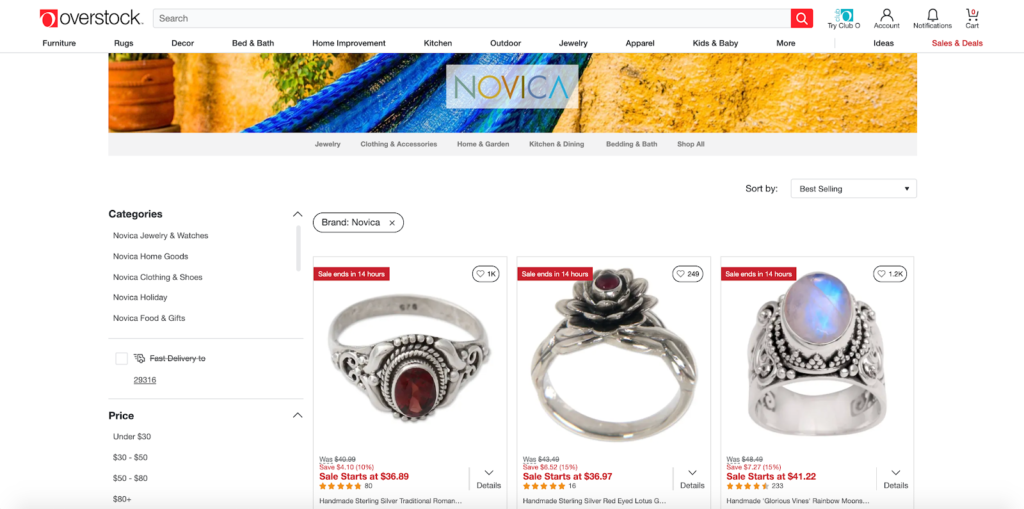 overstock.
Search
Try Club O
Account
Notifications
0
Cart
Furniture Rugs Decor Bed & Bath Home Improvement Kitchen Outdoor Jewelry Apparel Kids & Baby More Ideas Sales & Deals
NOVICA
Jewelry Clothing & Accessories Home & Garden Kitchen & Dining Bedding & Bath Shop All
Sort by: Best Selling
Categories
Novica Jewelry & Watches
Novica Home Goods
Novica Clothing & Shoes
Novica Holiday
Novica Food & Gifts
Fast Delivery to
29316
Price
Under $30
$30 - $50
$50 - $80
$80+
Brand: Novica ×
Sale ends in 14 hours
1K
925
Was $40.99
Save $4.10 (10%)
Sale Starts at $36.89
80
Details
Handmade Sterling Silver Traditional Roman...
Sale ends in 14 hours
249
Was $43.49
Save $6.52 (15%)
Sale Starts at $36.97
16
Details
Handmade Sterling Silver Red Eyed Lotus G...
Sale ends in 14 hours
1.2K
Was $48.49
Save $7.27 (15%)
Sale Starts at $41.22
233
Details
Handmade 'Glorious Vines' Rainbow Moons...